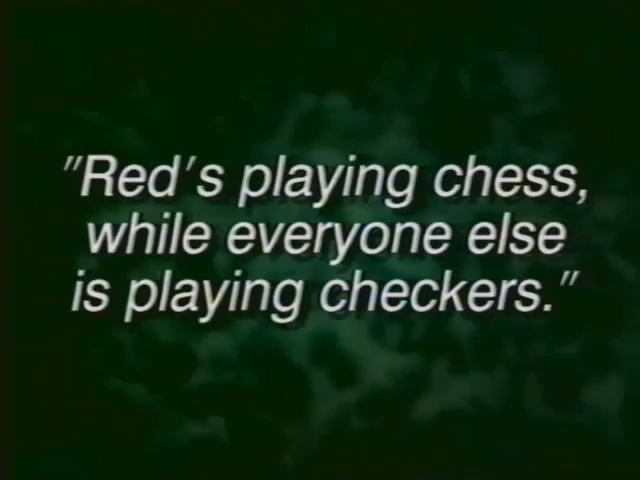 "Red's playing chess,
while everyone else
is playing checkers."